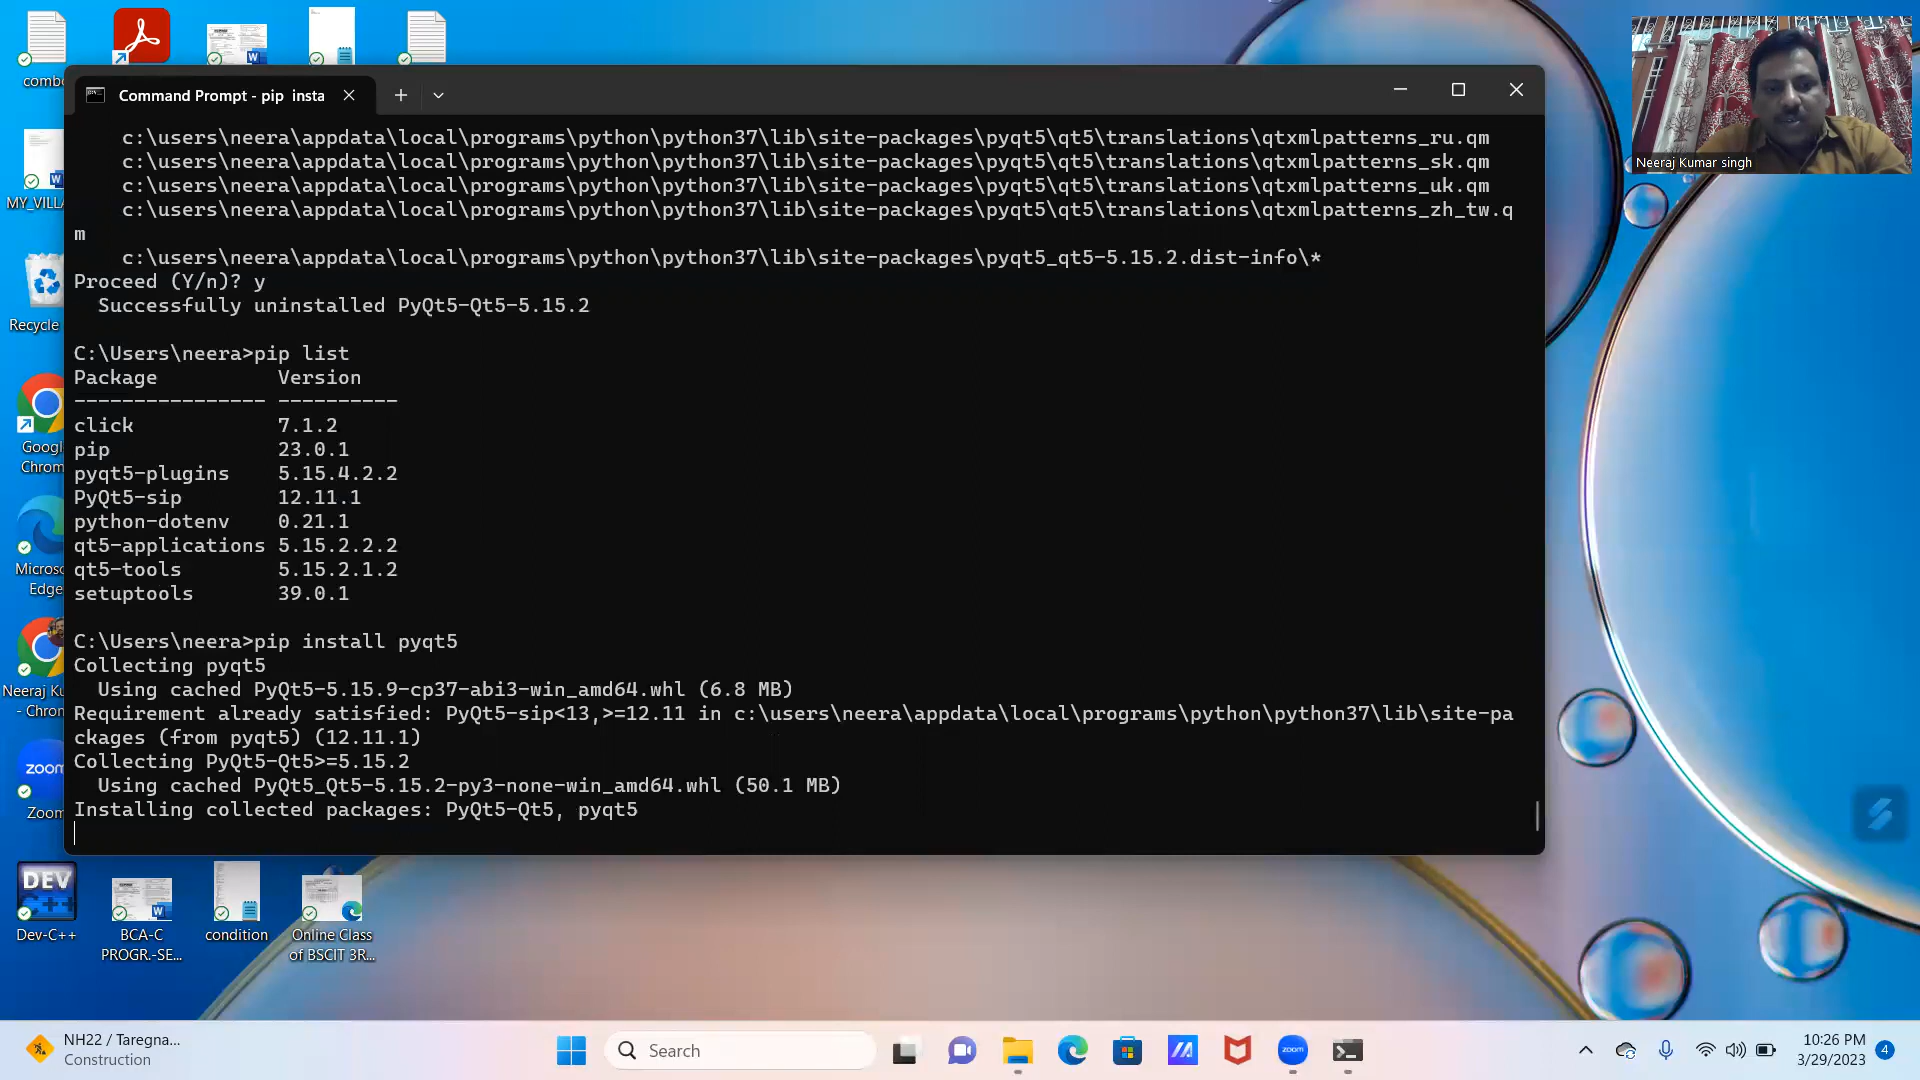 combo
Neeraj Kumar singh
Command Prompt - pip insta
c:\users\neera\appdata\local\programs\python\python37\lib\site-packages\pyqt5\qt5\translations\qtxmlpatterns_ru.qm
c:\users\neera\appdata\local\programs\python\python37\lib\site-packages\pyqt5\qt5\translations\qtxmlpatterns_sk.qm
c:\users\neera\appdata\local\programs\python\python37\lib\site-packages\pyqt5\qt5\translations\qtxmlpatterns_uk.qm
c:\users\neera\appdata\local\programs\python\python37\lib\site-packages\pyqt5\qt5\translations\qtxmlpatterns_zh_tw.q
m
c:\users\neera\appdata\local\programs\python\python37\lib\site-packages\pyqt5_qt5-5.15.2.dist-info\*
Proceed (Y/n)? y
Successfully uninstalled PyQt5-Qt5-5.15.2
C:\Users\neera>pip list
Package Version
---------------- ----------
click 7.1.2
pip 23.0.1
pyqt5-plugins 5.15.4.2.2
PyQt5-sip 12.11.1
python-dotenv 0.21.1
qt5-applications 5.15.2.2.2
qt5-tools 5.15.2.1.2
setuptools 39.0.1
C:\Users\neera>pip install pyqt5
Collecting pyqt5
Using cached PyQt5-5.15.9-cp37-abi3-win_amd64.whl (6.8 MB)
Requirement already satisfied: PyQt5-sip<13,>=12.11 in c:\users\neera\appdata\local\programs\python\python37\lib\site-pa
ckages (from pyqt5) (12.11.1)
Collecting PyQt5-Qt5>=5.15.2
Using cached PyQt5_Qt5-5.15.2-py3-none-win_amd64.whl (50.1 MB)
Installing collected packages: PyQt5-Qt5, pyqt5
MY_VILLA
Recycle
Google
Chrom
Microso
Edge
Neeraj Ku
- Chrom
zoom
Zoom
DEV
C++
Dev-C++
BCA-C
PROGR.-SE...
condition
Online Class
of BSCIT 3R...
NH22 / Taregna...
Construction
Search
zoom
10:26 PM
3/29/2023
4